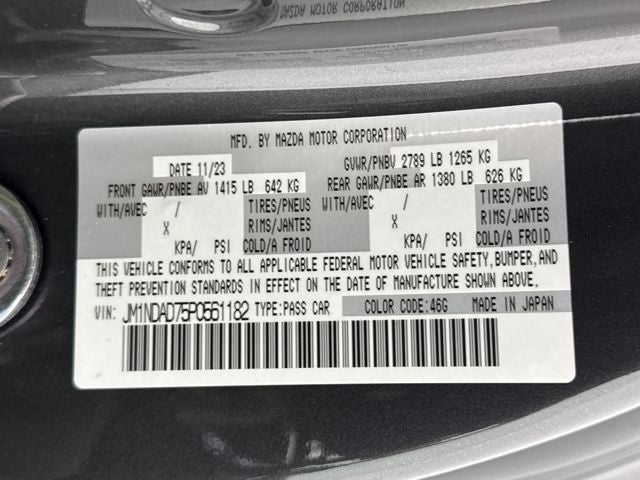 MAZDA MOTOR CORPORATION
MFD. BY MAZDA MOTOR CORPORATION
DATE 11/23 GVWR/PNBV 2789 LB 1265 KG
FRONT GAWR/PNBE AV 1415 LB 642 KG REAR GAWR/PNBE AR 1380 LB 626 KG
WITH/AVEC / TIRES/PNEUS WITH/AVEC / TIRES/PNEUS
X RIMS/JANTES X RIMS/JANTES
KPA/ PSI COLD/A FROID KPA/ PSI COLD/A FROID
THIS VEHICLE CONFORMS TO ALL APPLICABLE FEDERAL MOTOR VEHICLE SAFETY, BUMPER, AND
THEFT PREVENTION STANDARDS IN EFFECT ON THE DATE OF MANUFACTURE SHOWN ABOVE.
VIN: JM1NDAD75P0561182 TYPE:PASS CAR COLOR CODE:46G MADE IN JAPAN